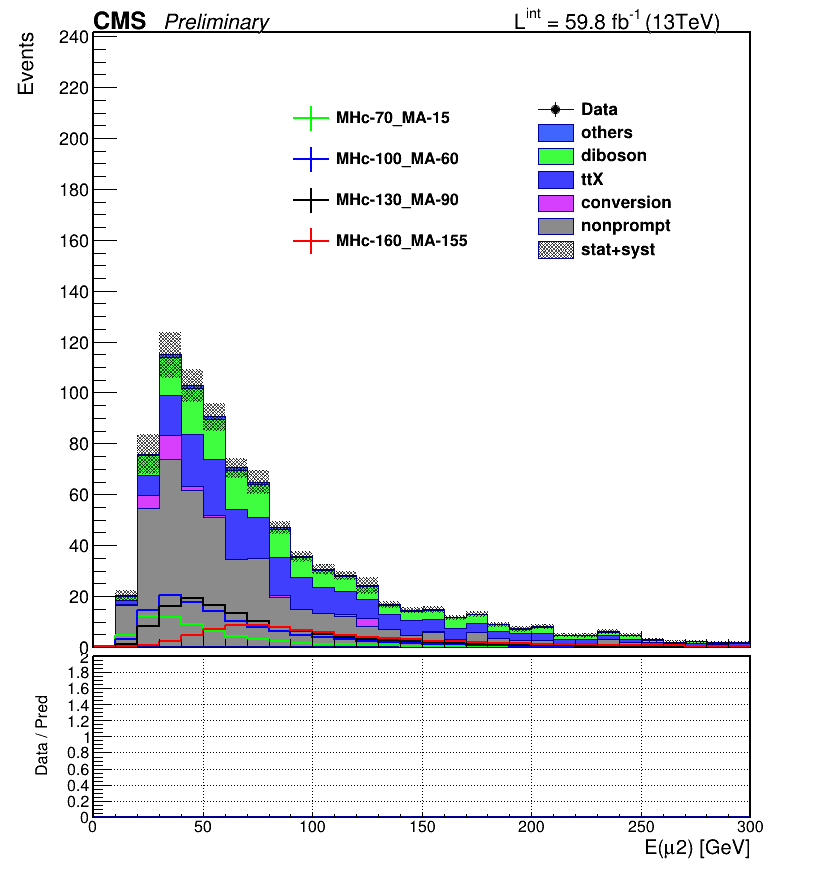 CMS Preliminary L^int = 59.8 fb^-1 (13TeV)
Events
240
220
200
180
160
140
120
100
80
60
40
20
0
MHc-70_MA-15
MHc-100_MA-60
MHc-130_MA-90
MHc-160_MA-155
Data
others
diboson
ttX
conversion
nonprompt
stat+syst
Data / Pred
2
1.8
1.6
1.4
1.2
1
0.8
0.6
0.4
0.2
0
0 50 100 150 200 250 300
E(μ2) [GeV]